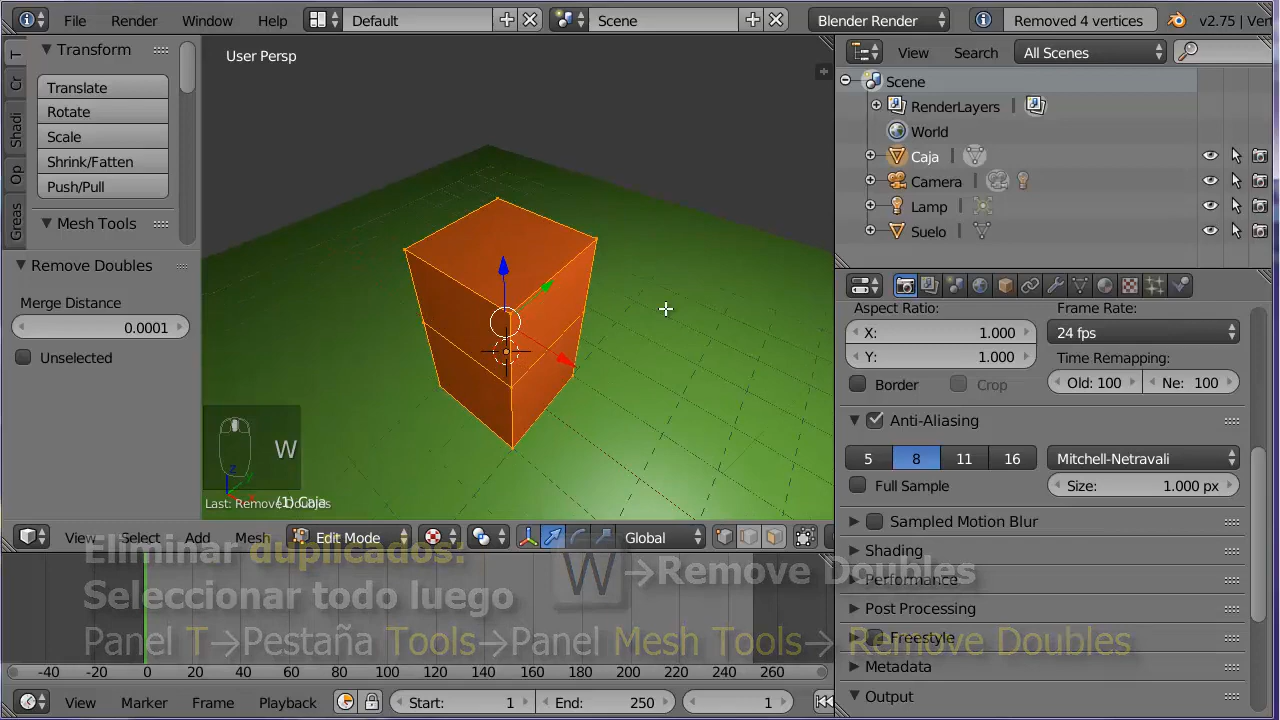 File Render Window Help Default Scene Blender Render Removed 4 vertices v2.75 | Ver
Transform
Translate
Rotate
Scale
Shrink/Fatten
Push/Pull
Mesh Tools
T
Cr
Shadi
Op
Greas
Remove Doubles
Merge Distance
0.0001
Unselected
User Persp
W
Z
Last: Remove Doubles
(1) Caja
View Select Add Mesh Edit Mode Global
View Search All Scenes
Scene
RenderLayers
World
Caja
Camera
Lamp
Suelo
Aspect Ratio: Frame Rate:
X: 1.000 24 fps
Y: 1.000 Time Remapping:
Border Crop Old: 100 Ne: 100
Anti-Aliasing
5 8 11 16 Mitchell-Netravali
Full Sample Size: 1.000 px
Sampled Motion Blur
Shading
Performance
Post Processing
Freestyle
Metadata
Output
Eliminar duplicados:
Seleccionar todo luego
W→Remove Doubles
Panel T→Pestaña Tools→Panel Mesh Tools→ Remove Doubles
-40 -20 0 20 40 60 80 100 120 140 160 180 200 220 240 260
View Marker Frame Playback Start: 1 End: 250 1